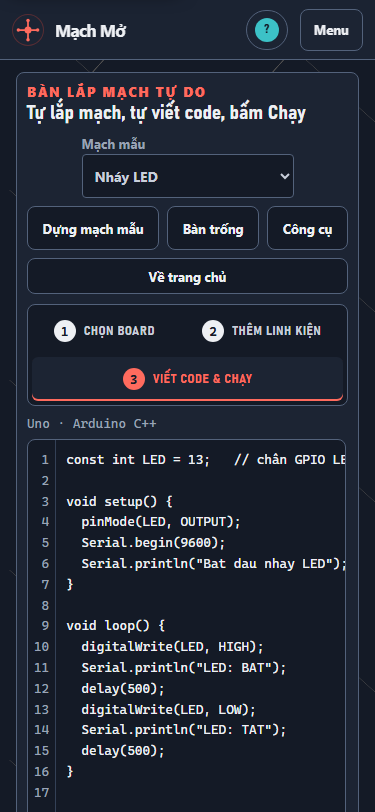 Mạch Mở
?
Menu
BÀN LẮP MẠCH TỰ DO
Tự lắp mạch, tự viết code, bấm Chạy
Mạch mẫu
Nháy LED
Dựng mạch mẫu
Bàn trống
Công cụ
Về trang chủ
1 CHỌN BOARD
2 THÊM LINH KIỆN
3 VIẾT CODE & CHẠY
Uno · Arduino C++
1 const int LED = 13;   // chân GPIO LE
2
3 void setup() {
4   pinMode(LED, OUTPUT);
5   Serial.begin(9600);
6   Serial.println("Bat dau nhay LED");
7 }
8
9 void loop() {
10   digitalWrite(LED, HIGH);
11   Serial.println("LED: BAT");
12   delay(500);
13   digitalWrite(LED, LOW);
14   Serial.println("LED: TAT");
15   delay(500);
16 }
17